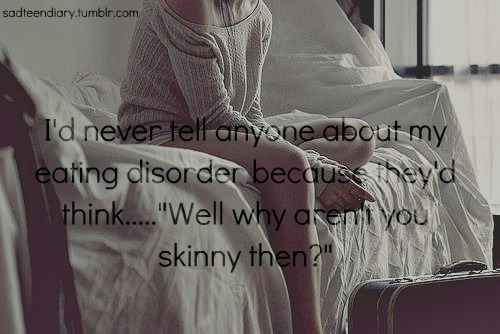 sadteendiary.tumblr.com
I'd never tell anyone about my
eating disorder because they'd
think....."Well why aren't you
skinny then?"